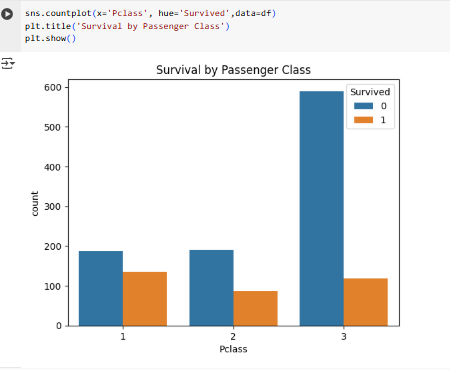 sns.countplot(x='Pclass', hue='Survived',data=df)
plt.title('Survival by Passenger Class')
plt.show()
Survival by Passenger Class
Survived
0
1
600
500
400
300
200
100
0
count
1 2 3
Pclass